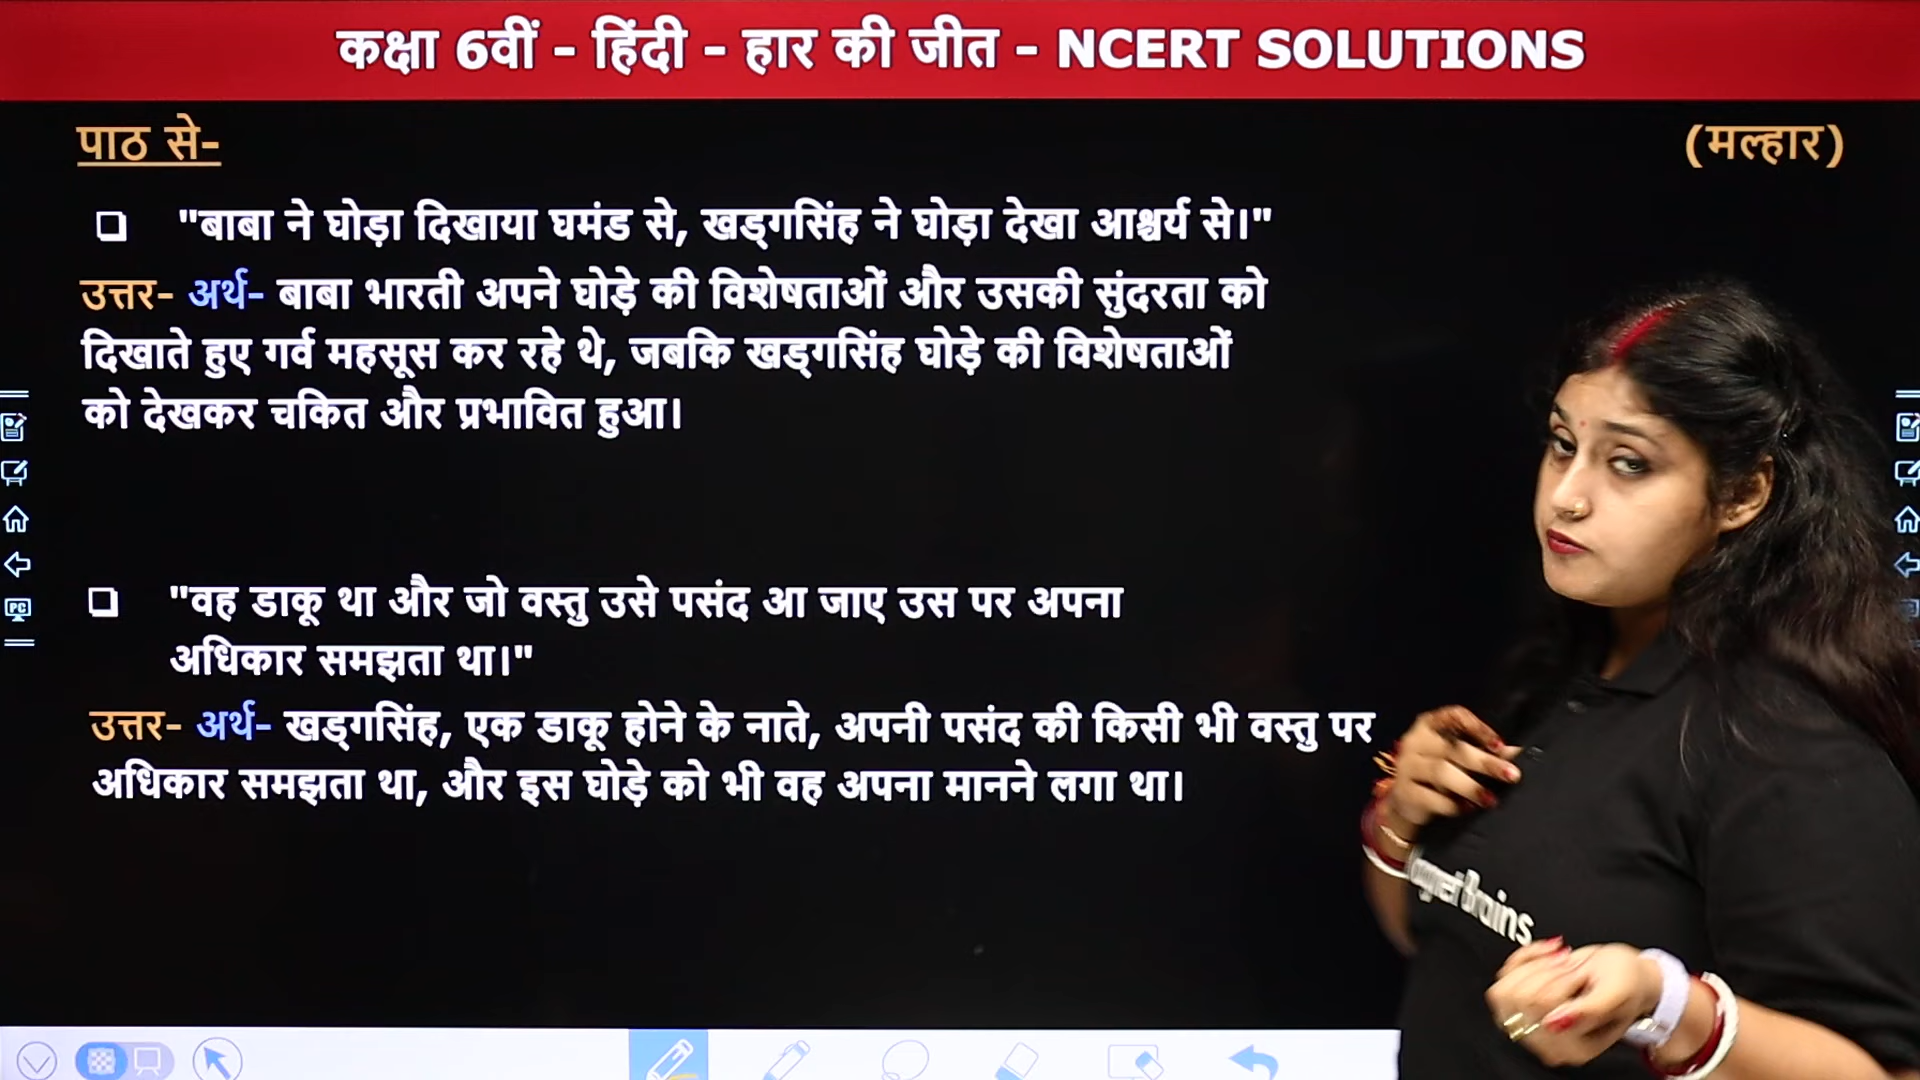 कक्षा 6वीं - हिंदी - हार की जीत - NCERT SOLUTIONS
पाठ से-
(मल्हार)
"बाबा ने घोड़ा दिखाया घमंड से, खड्गसिंह ने घोड़ा देखा आश्चर्य से।"
उत्तर- अर्थ- बाबा भारती अपने घोड़े की विशेषताओं और उसकी सुंदरता को
दिखाते हुए गर्व महसूस कर रहे थे, जबकि खड्गसिंह घोड़े की विशेषताओं
को देखकर चकित और प्रभावित हुआ।
"वह डाकू था और जो वस्तु उसे पसंद आ जाए उस पर अपना
अधिकार समझता था।"
उत्तर- अर्थ- खड्गसिंह, एक डाकू होने के नाते, अपनी पसंद की किसी भी वस्तु पर
अधिकार समझता था, और इस घोड़े को भी वह अपना मानने लगा था।
PC